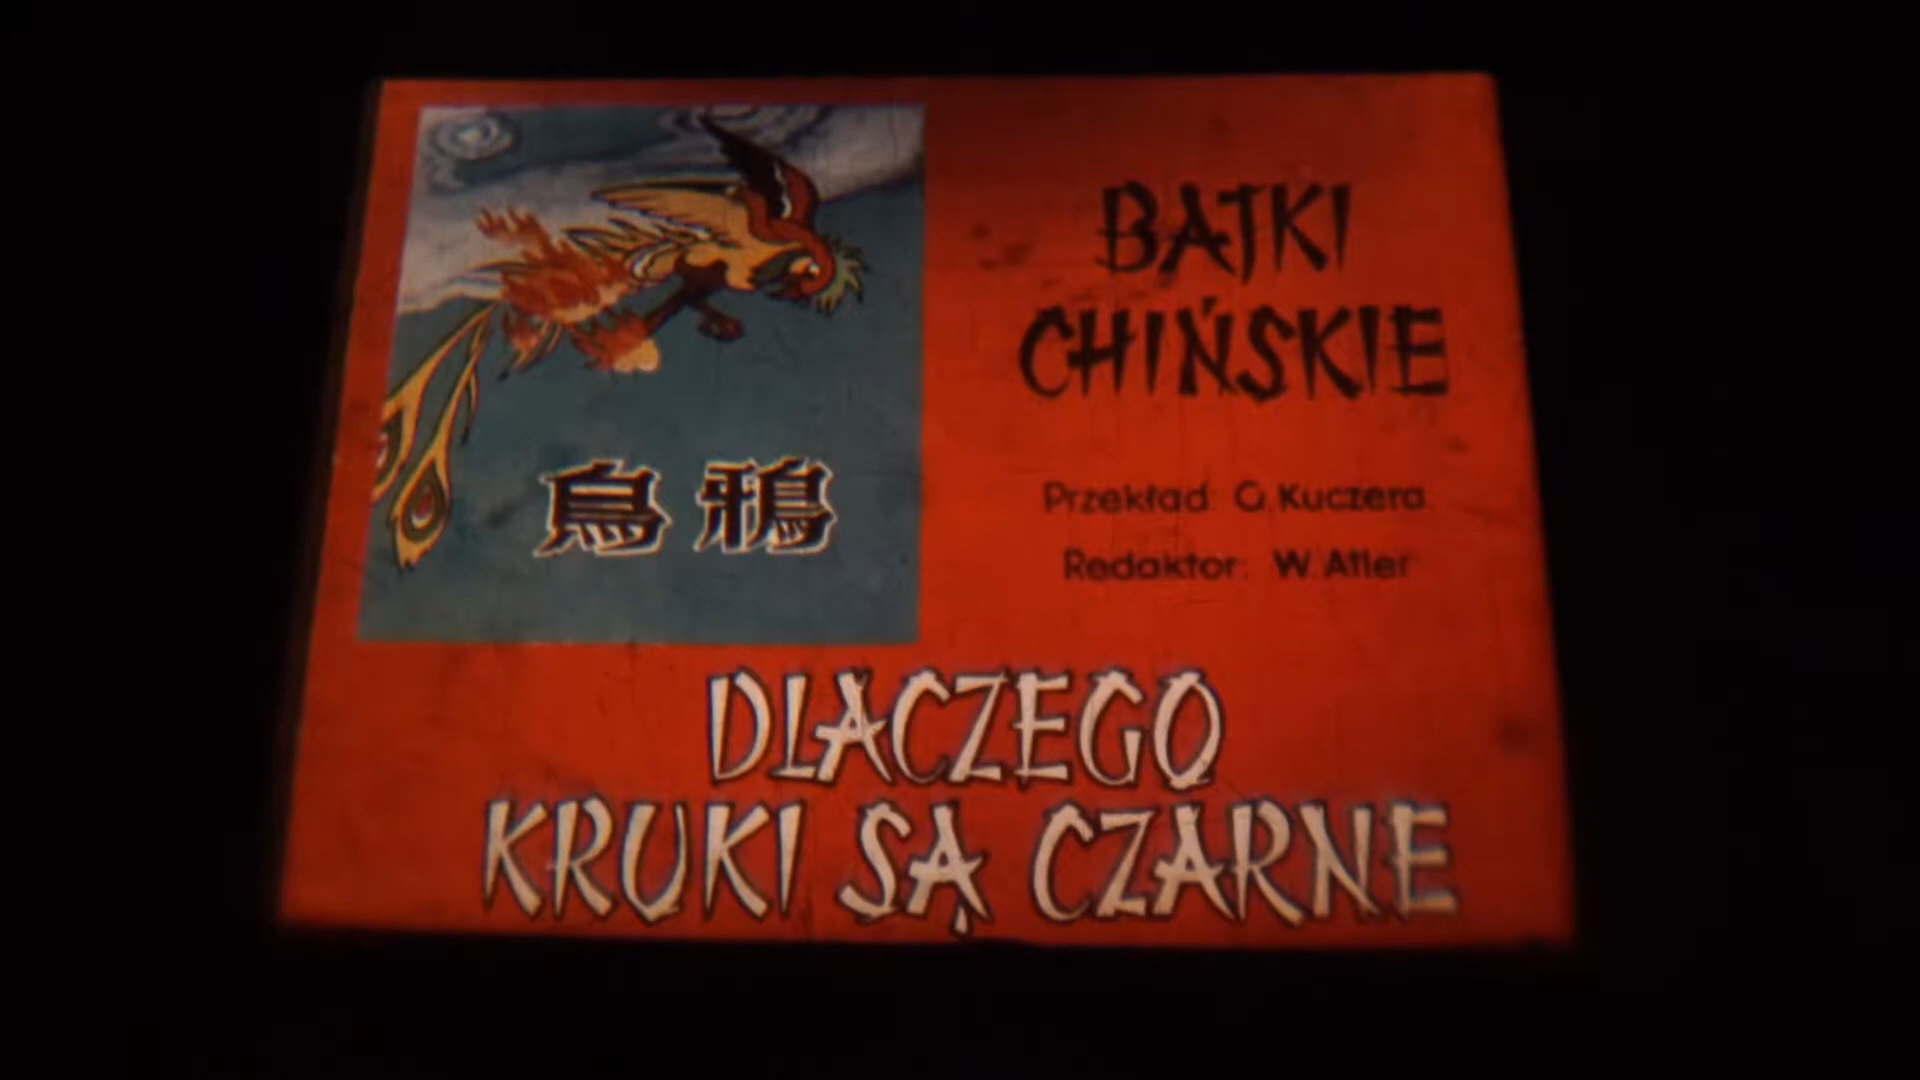 BAJKI
CHIŃSKIE
烏鴉
Przekład: G. Kuczera
Redaktor: W. Atler
DLACZEGO
KRUKI SĄ CZARNE